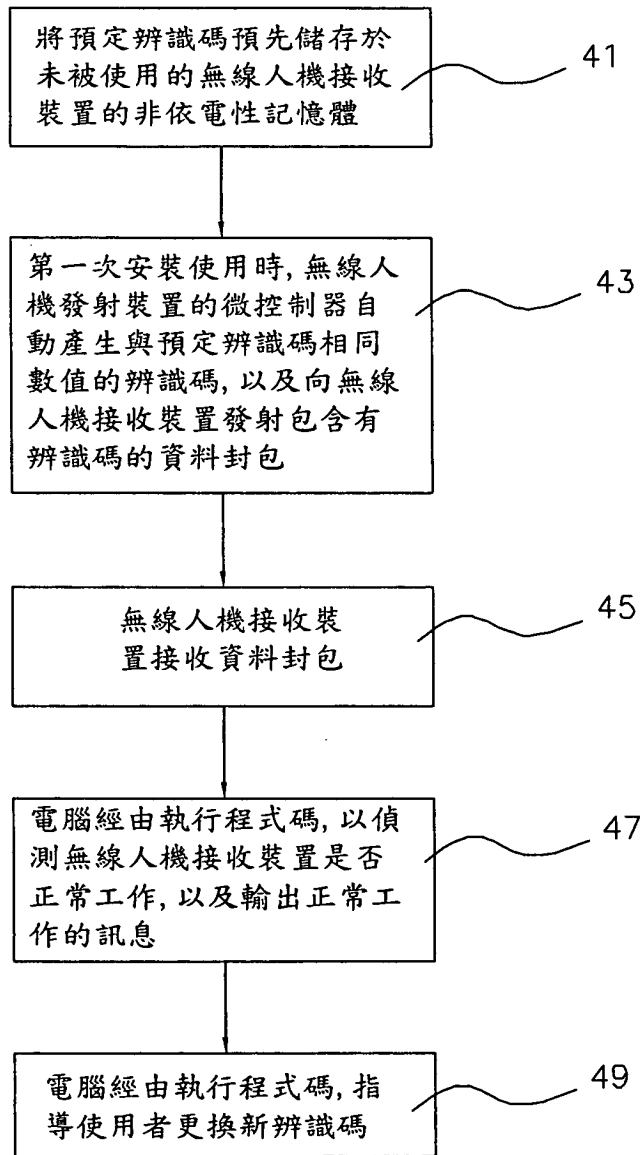 將預定辨識碼預先儲存於
未被使用的無線人機接收
裝置的非依電性記憶體
41
第一次安裝使用時,無線人
機發射裝置的微控制器自
動產生與預定辨識碼相同
數值的辨識碼,以及向無線
人機接收裝置發射包含有
辨識碼的資料封包
43
無線人機接收裝
置接收資料封包
45
電腦經由執行程式碼,以偵
測無線人機接收裝置是否
正常工作,以及輸出正常工
作的訊息
47
電腦經由執行程式碼,指
導使用者更換新辨識碼
49